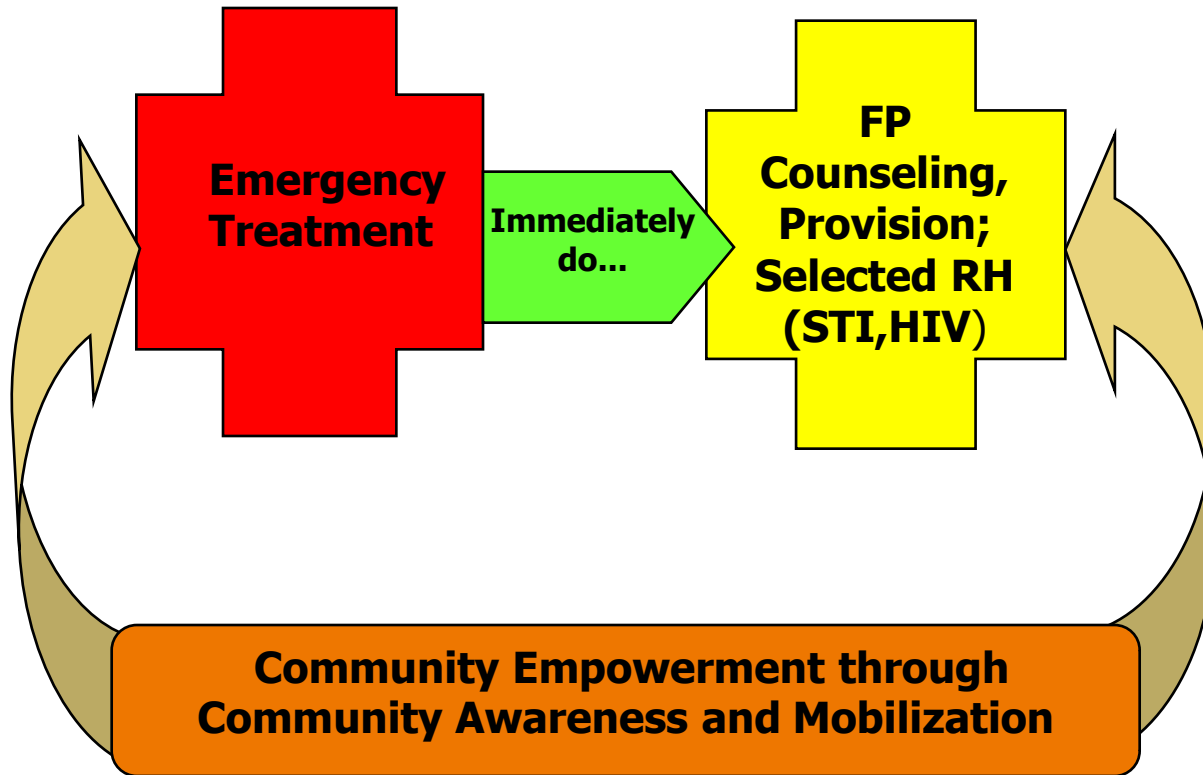 Emergency
Treatment
Immediately
do...
FP
Counseling,
Provision;
Selected RH
(STI,HIV)
Community Empowerment through
Community Awareness and Mobilization